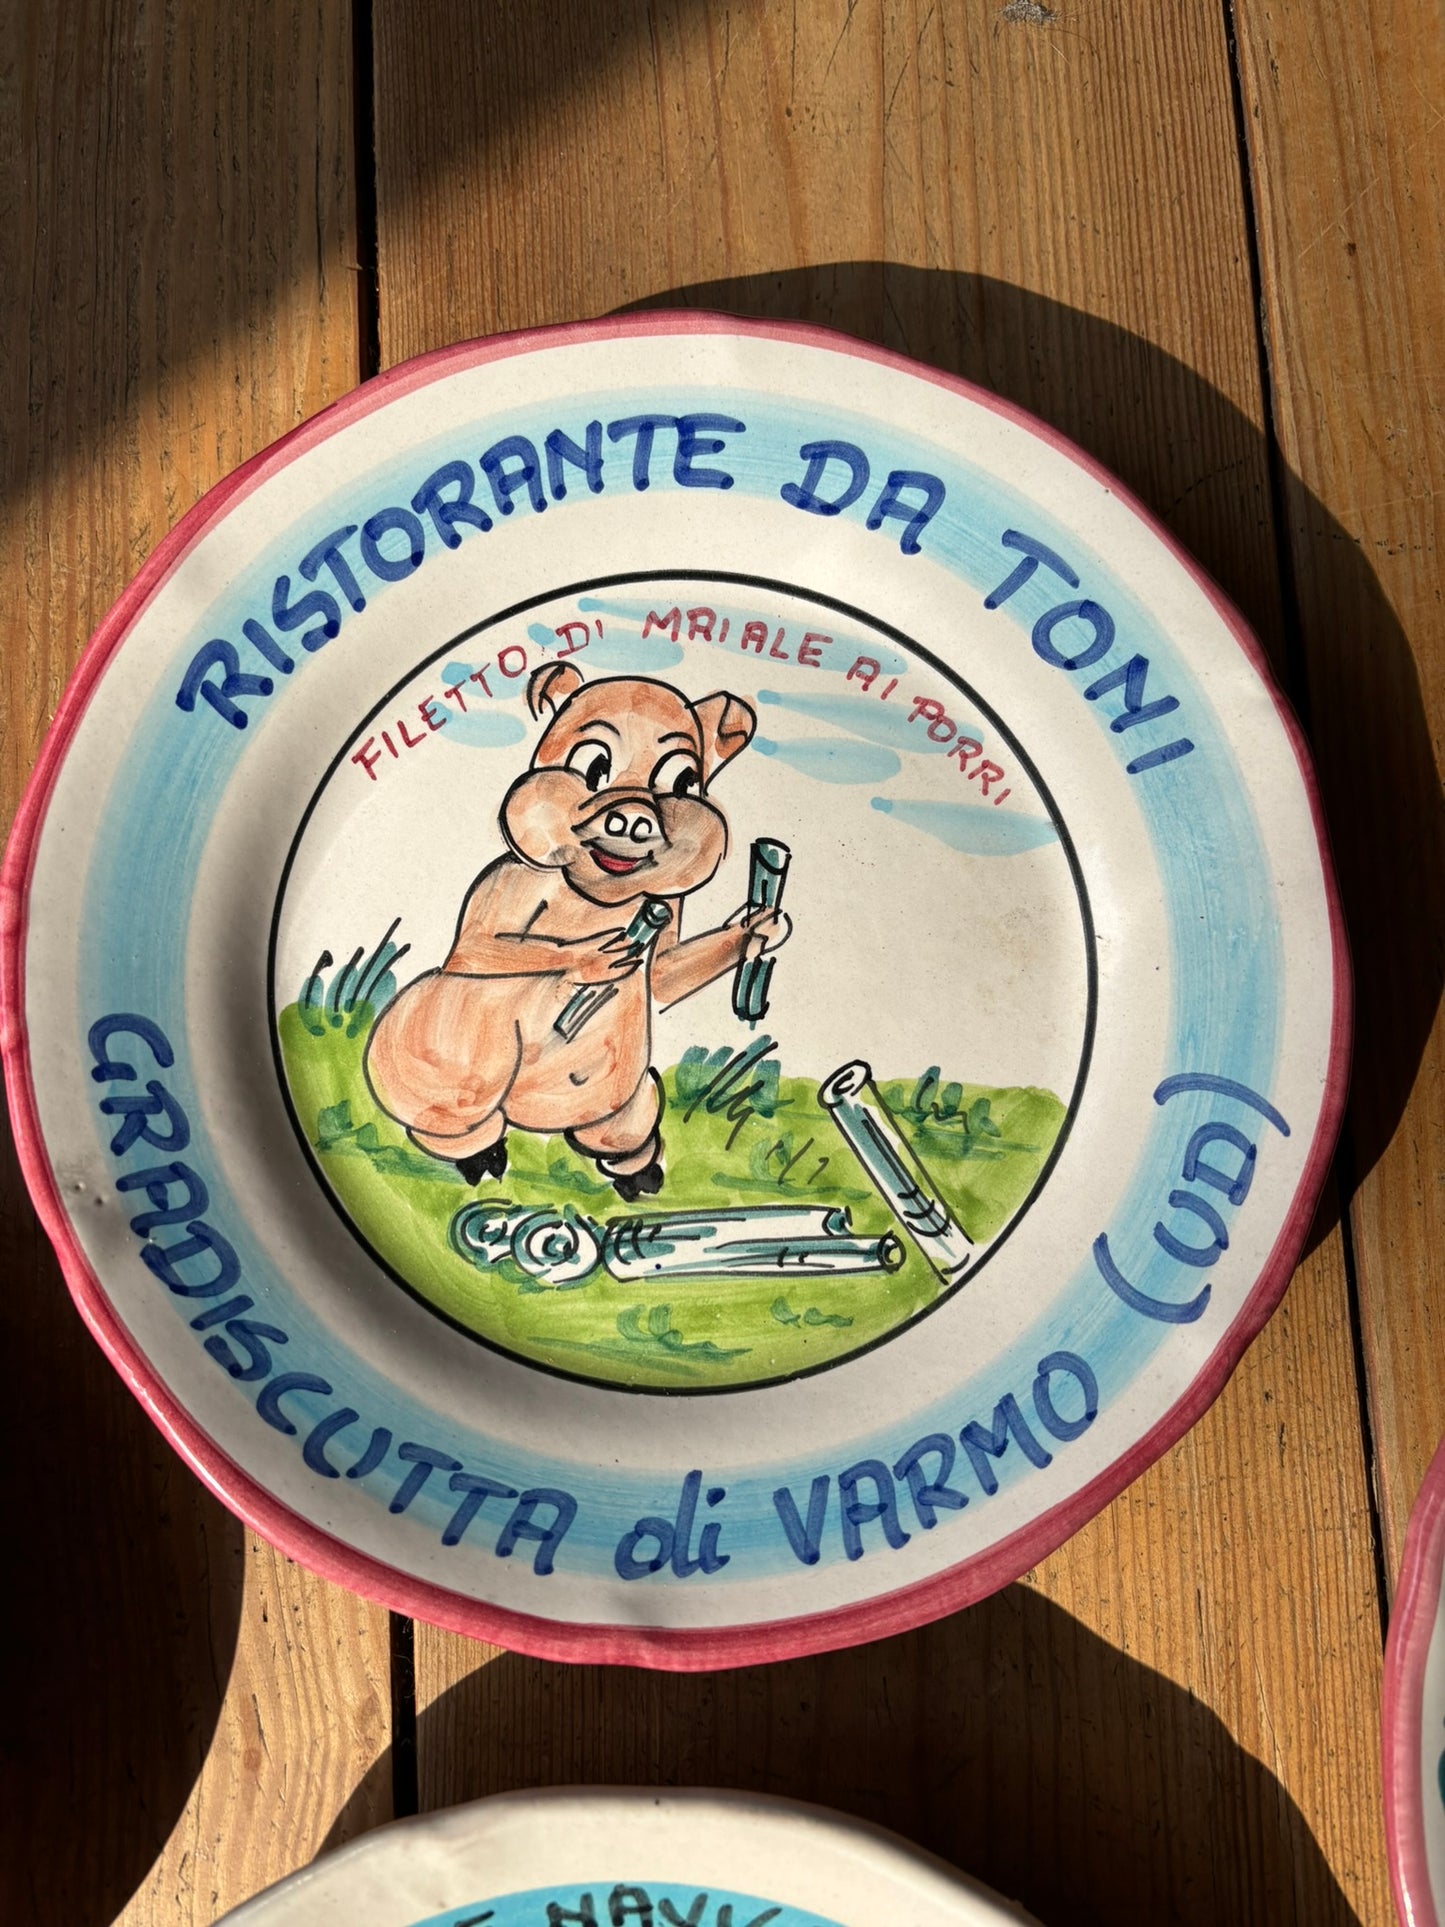 RISTORANTE DA TONI
FILETTO DI MAIALE AI PORRI
GRADISCUTTA di VARMO (UD)